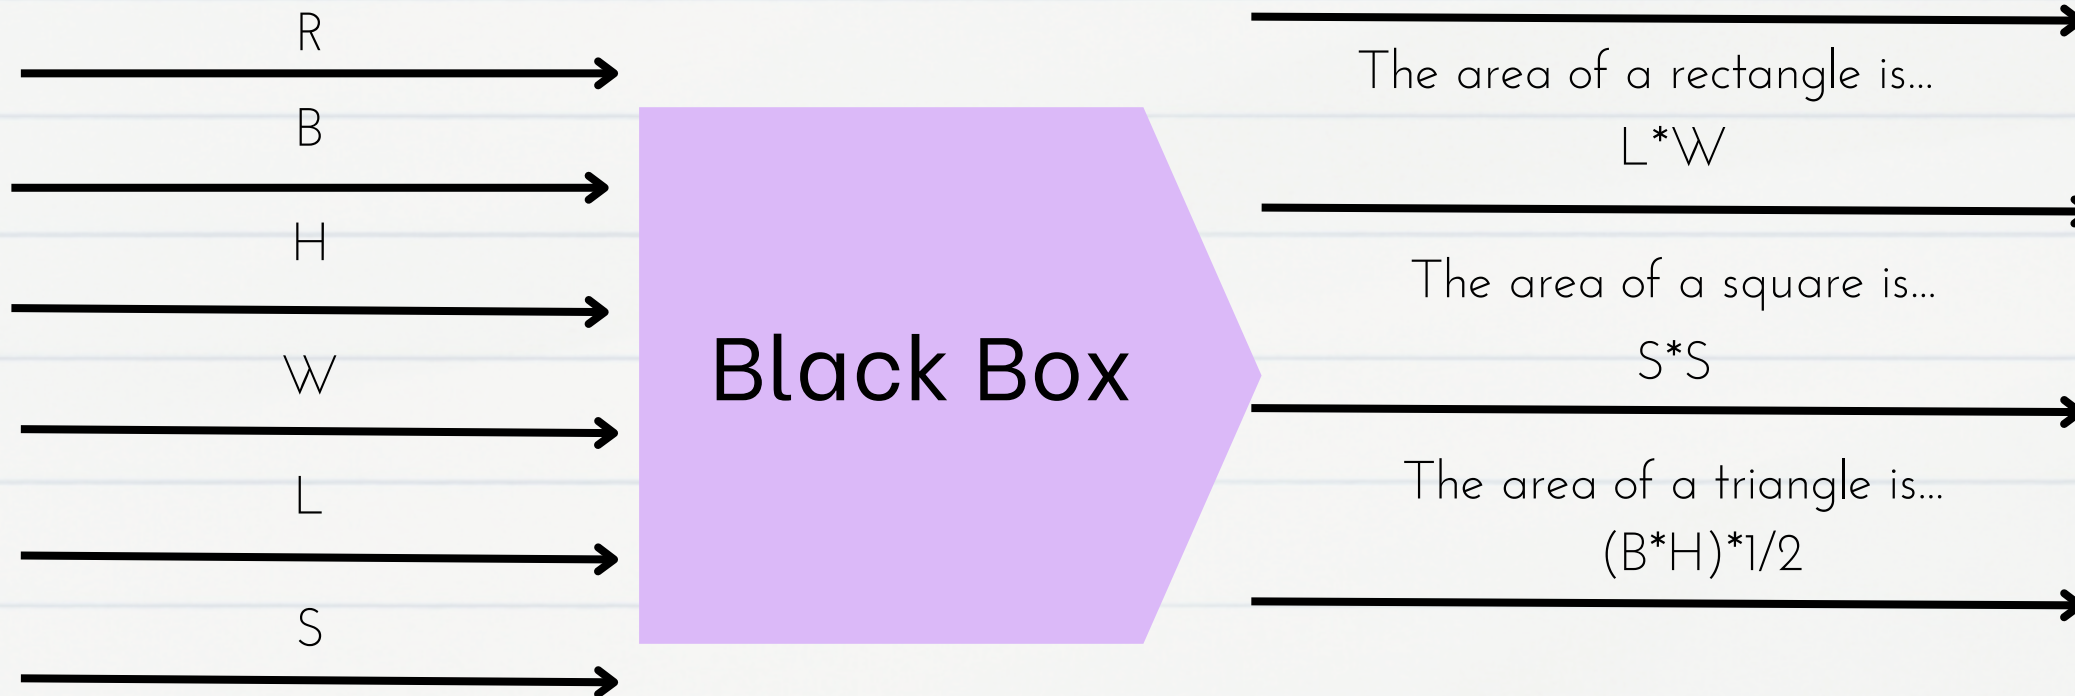 R
B
H
W
L
S
Black Box
The area of a rectangle is...
L*W
The area of a square is...
S*S
The area of a triangle is...
(B*H)*1/2